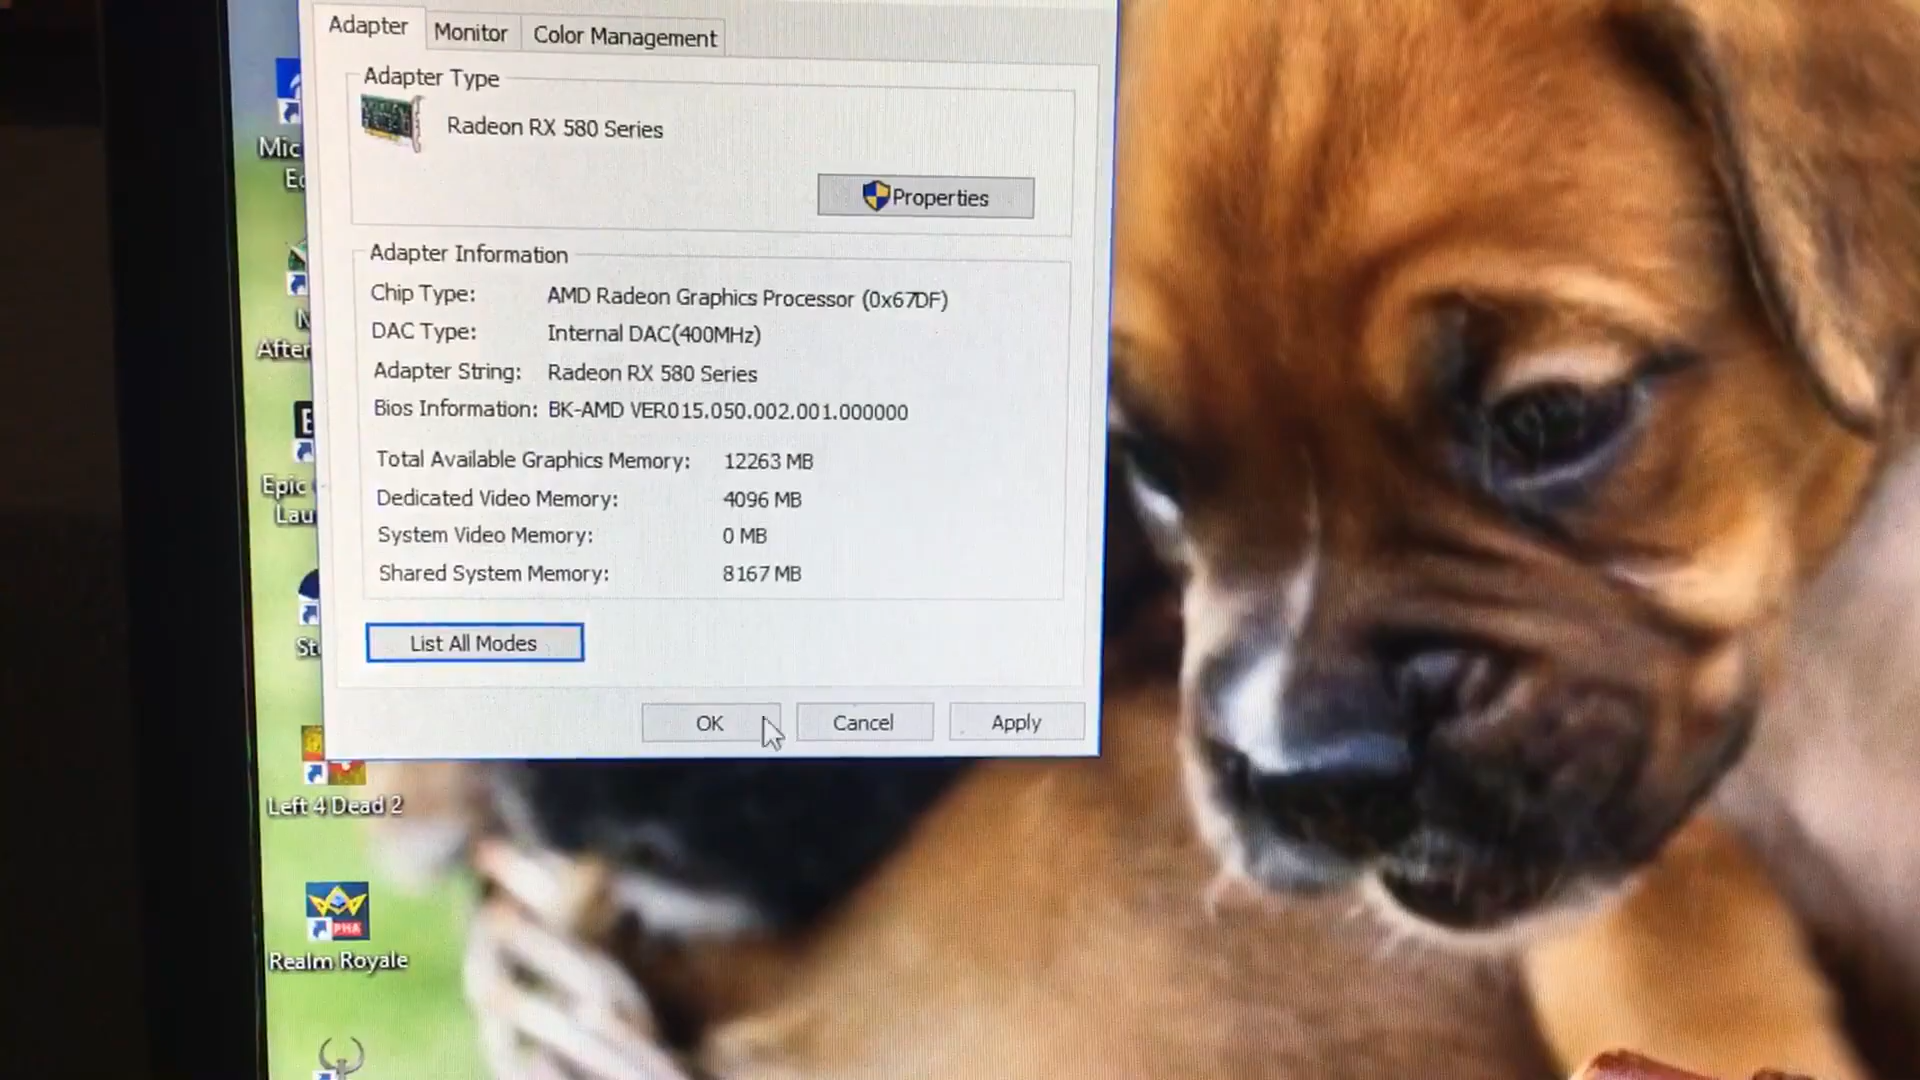 Adapter
Monitor
Color Management
Adapter Type
Radeon RX 580 Series
Properties
Adapter Information
Chip Type: AMD Radeon Graphics Processor (0x67DF)
DAC Type: Internal DAC(400MHz)
Adapter String: Radeon RX 580 Series
Bios Information: BK-AMD VER015.050.002.001.000000
Total Available Graphics Memory: 12263 MB
Dedicated Video Memory: 4096 MB
System Video Memory: 0 MB
Shared System Memory: 8167 MB
List All Modes
OK
Cancel
Apply
Mic
After
Epic
Lau
Left 4 Dead 2
PHA
Realm Royale